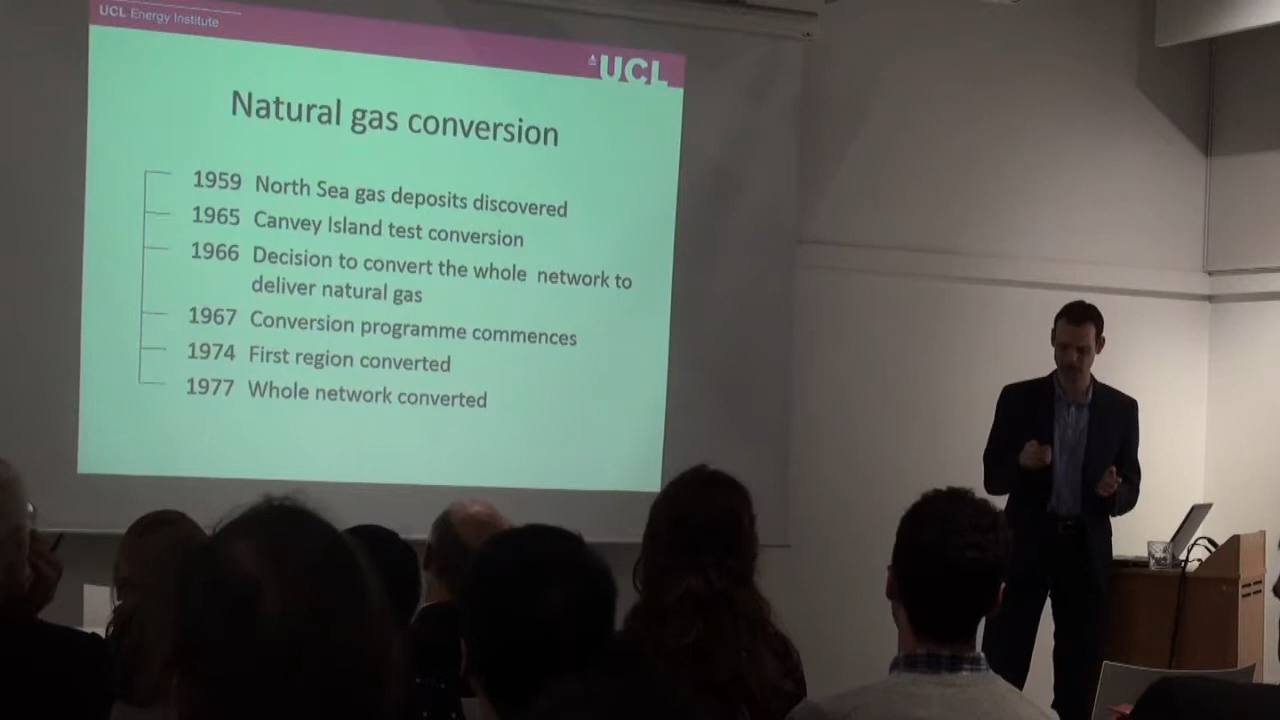 UCL Energy Institute
UCL
Natural gas conversion
1959 North Sea gas deposits discovered
1965 Canvey Island test conversion
1966 Decision to convert the whole network to
deliver natural gas
1967 Conversion programme commences
1974 First region converted
1977 Whole network converted